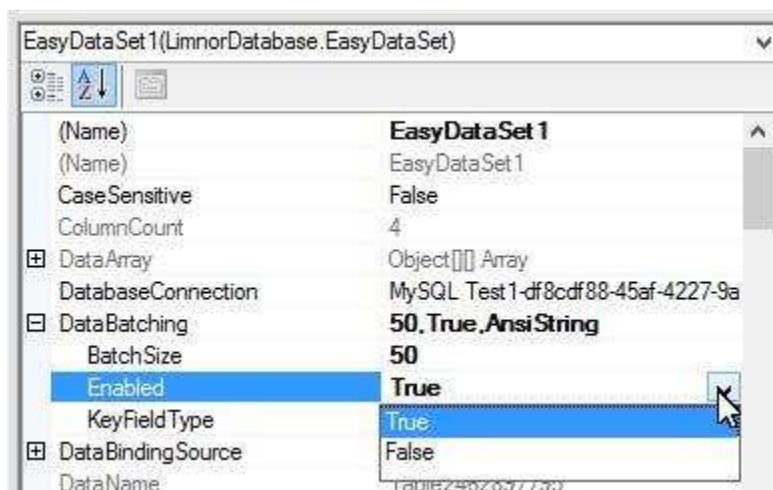 EasyDataSet1(LimnorDatabase.EasyDataSet)
A Z
(Name) EasyDataSet1
(Name) EasyDataSet1
CaseSensitive False
ColumnCount 4
DataArray Object[][] Array
DatabaseConnection MySQL Test1-df8cdf88-45af-4227-9a
DataBatching 50,True,AnsiString
BatchSize 50
Enabled True
KeyFieldType True
DataBindingSource False
DataName